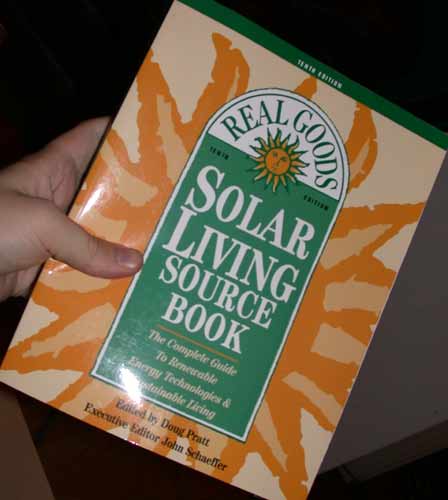 TENTH EDITION
REAL GOODS
TENTH EDITION
SOLAR
LIVING
SOURCE
BOOK
The Complete Guide
To Renewable
Energy Technologies &
Sustainable Living
Edited by Doug Pratt
Executive Editor John Schaeffer